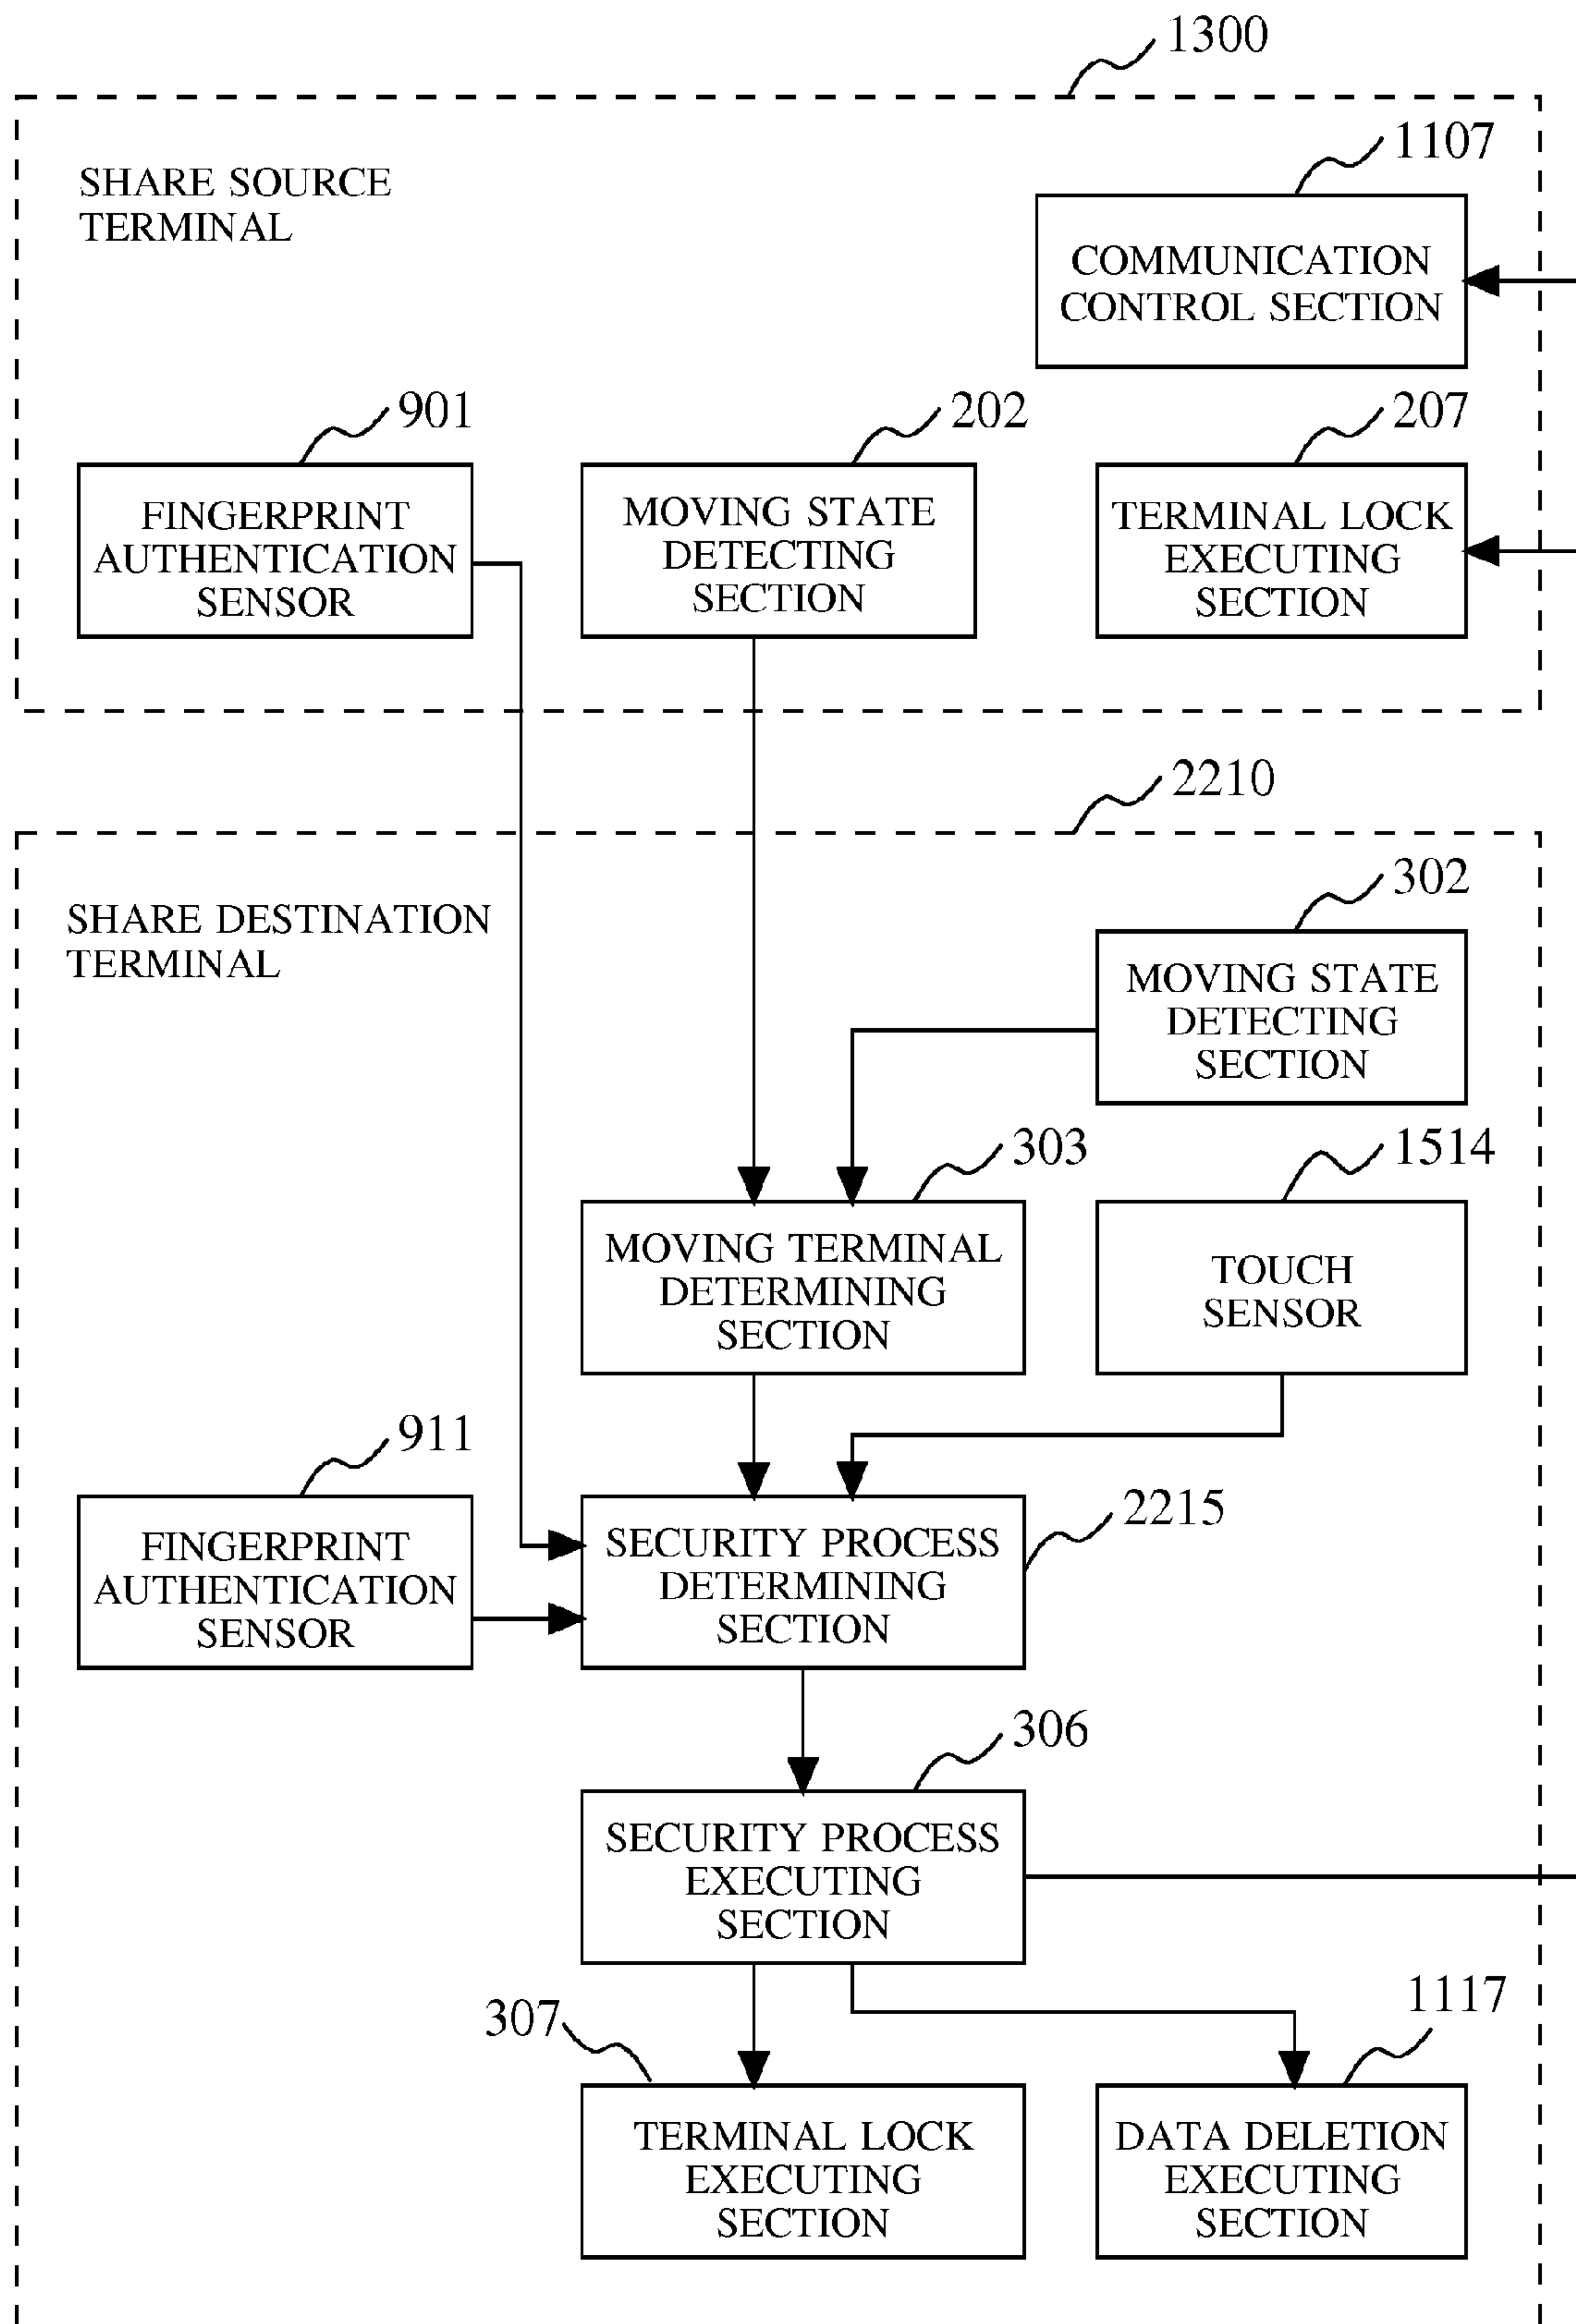 1300
SHARE SOURCE
TERMINAL
1107
COMMUNICATION
CONTROL SECTION
901
FINGERPRINT
AUTHENTICATION
SENSOR
202
MOVING STATE
DETECTING
SECTION
207
TERMINAL LOCK
EXECUTING
SECTION
2210
SHARE DESTINATION
TERMINAL
302
MOVING STATE
DETECTING
SECTION
303
MOVING TERMINAL
DETERMINING
SECTION
1514
TOUCH
SENSOR
911
FINGERPRINT
AUTHENTICATION
SENSOR
2215
SECURITY PROCESS
DETERMINING
SECTION
306
SECURITY PROCESS
EXECUTING
SECTION
307
TERMINAL LOCK
EXECUTING
SECTION
1117
DATA DELETION
EXECUTING
SECTION